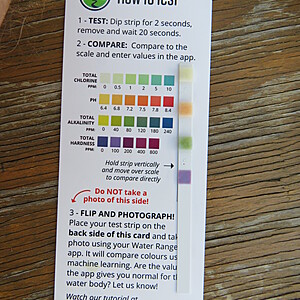 HOW TO TEST
1 - TEST: Dip strip for 2 seconds,
remove and wait 20 seconds.
2 - COMPARE: Compare to the
scale and enter values in the app.
TOTAL
CHLORINE
PPM: 0 0.5 1 2 5 10
PH
6.4 6.8 7.2 7.5 7.8 8.4
TOTAL
ALKALINITY
PPM: 0 40 80 120 180 240
TOTAL
HARDNESS
PPM: 0 100 200 400 800
Hold strip vertically
and move over scale
to compare directly
Do NOT take a
photo of this side!
3 - FLIP AND PHOTOGRAPH!
Place your test strip on the
back side of this card and tak
photo using your Water Range
app. It will compare colours us
machine learning. Are the valu
the app gives you normal for t
water body? Let us know!
Watch our tutorial at